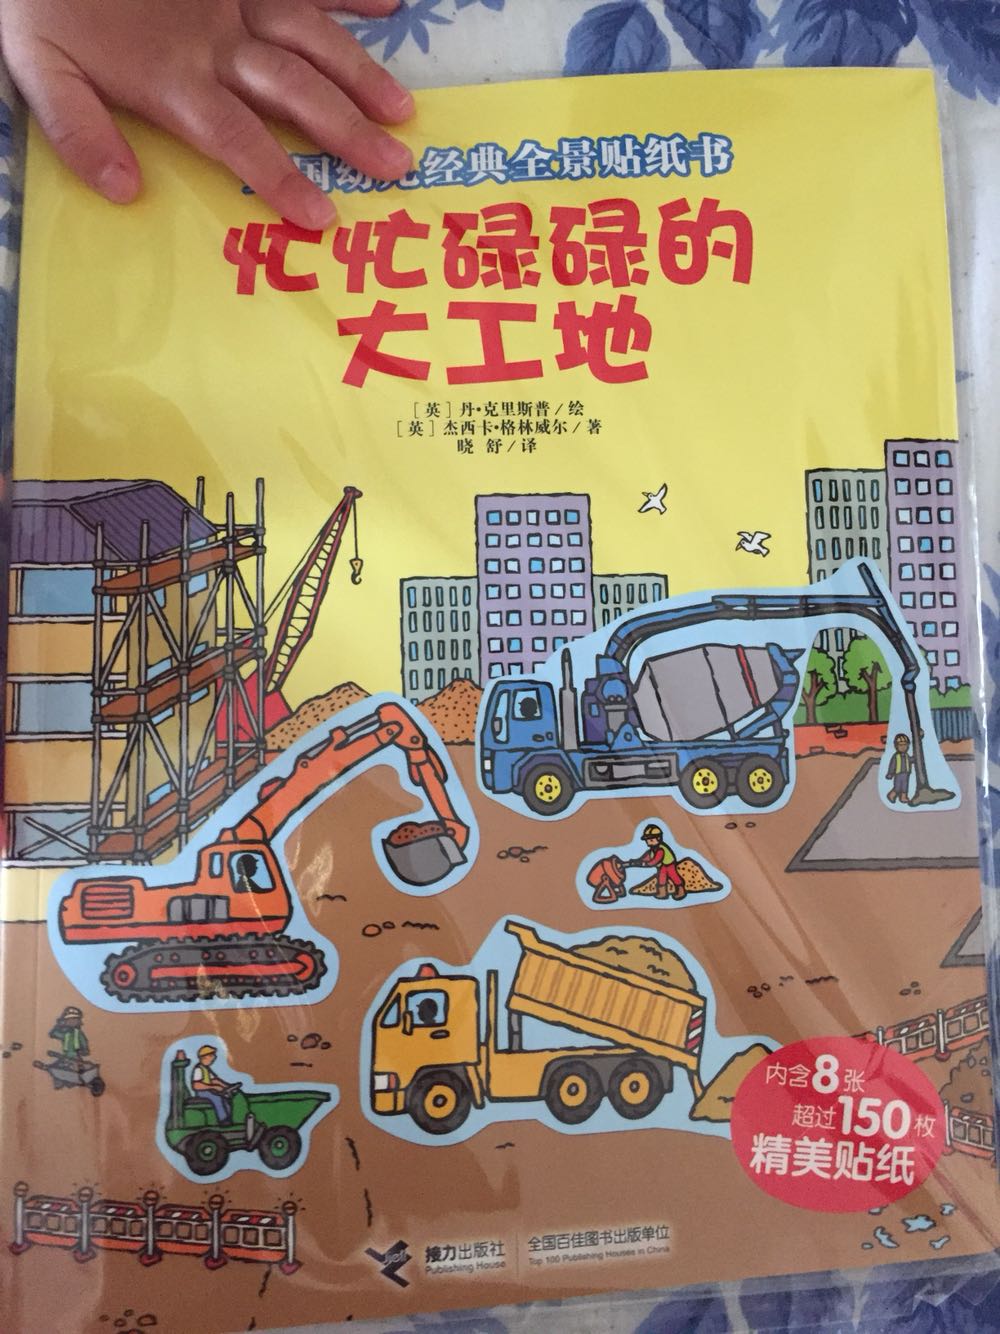 国幼儿经典全景贴纸书
忙忙碌碌的
大工地
[英]丹·克里斯普/绘
[英]杰西卡·格林威尔/著
晓 舒/译
内含8张
超过150枚
精美贴纸
接力出版社
Publishing House
全国百佳图书出版单位
Top 100 Publishing Houses in China